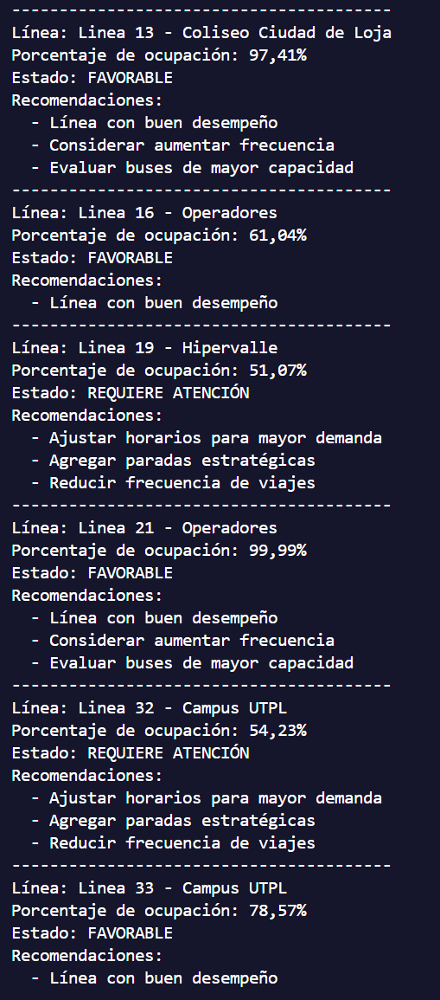 ----------------------------------------
Línea: Linea 13 - Coliseo Ciudad de Loja
Porcentaje de ocupación: 97,41%
Estado: FAVORABLE
Recomendaciones:
  - Línea con buen desempeño
  - Considerar aumentar frecuencia
  - Evaluar buses de mayor capacidad
----------------------------------------
Línea: Linea 16 - Operadores
Porcentaje de ocupación: 61,04%
Estado: FAVORABLE
Recomendaciones:
  - Línea con buen desempeño
----------------------------------------
Línea: Linea 19 - Hipervalle
Porcentaje de ocupación: 51,07%
Estado: REQUIERE ATENCIÓN
Recomendaciones:
  - Ajustar horarios para mayor demanda
  - Agregar paradas estratégicas
  - Reducir frecuencia de viajes
----------------------------------------
Línea: Linea 21 - Operadores
Porcentaje de ocupación: 99,99%
Estado: FAVORABLE
Recomendaciones:
  - Línea con buen desempeño
  - Considerar aumentar frecuencia
  - Evaluar buses de mayor capacidad
----------------------------------------
Línea: Linea 32 - Campus UTPL
Porcentaje de ocupación: 54,23%
Estado: REQUIERE ATENCIÓN
Recomendaciones:
  - Ajustar horarios para mayor demanda
  - Agregar paradas estratégicas
  - Reducir frecuencia de viajes
----------------------------------------
Línea: Linea 33 - Campus UTPL
Porcentaje de ocupación: 78,57%
Estado: FAVORABLE
Recomendaciones:
  - Línea con buen desempeño